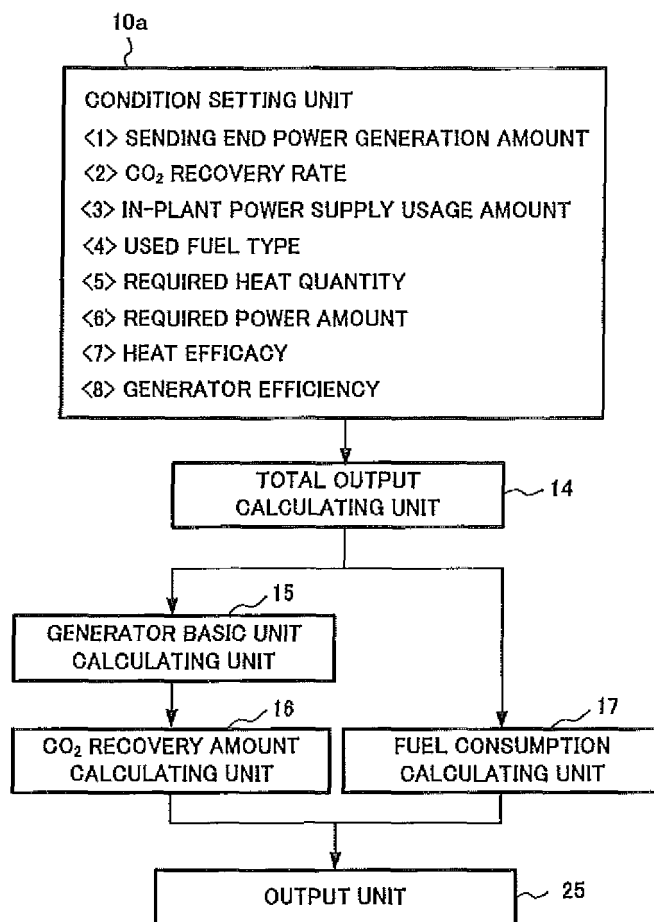 10a
CONDITION SETTING UNIT
<1> SENDING END POWER GENERATION AMOUNT
<2> CO₂ RECOVERY RATE
<3> IN-PLANT POWER SUPPLY USAGE AMOUNT
<4> USED FUEL TYPE
<5> REQUIRED HEAT QUANTITY
<6> REQUIRED POWER AMOUNT
<7> HEAT EFFICACY
<8> GENERATOR EFFICIENCY
TOTAL OUTPUT
CALCULATING UNIT
14
15
GENERATOR BASIC UNIT
CALCULATING UNIT
16
CO₂ RECOVERY AMOUNT
CALCULATING UNIT
17
FUEL CONSUMPTION
CALCULATING UNIT
OUTPUT UNIT
25